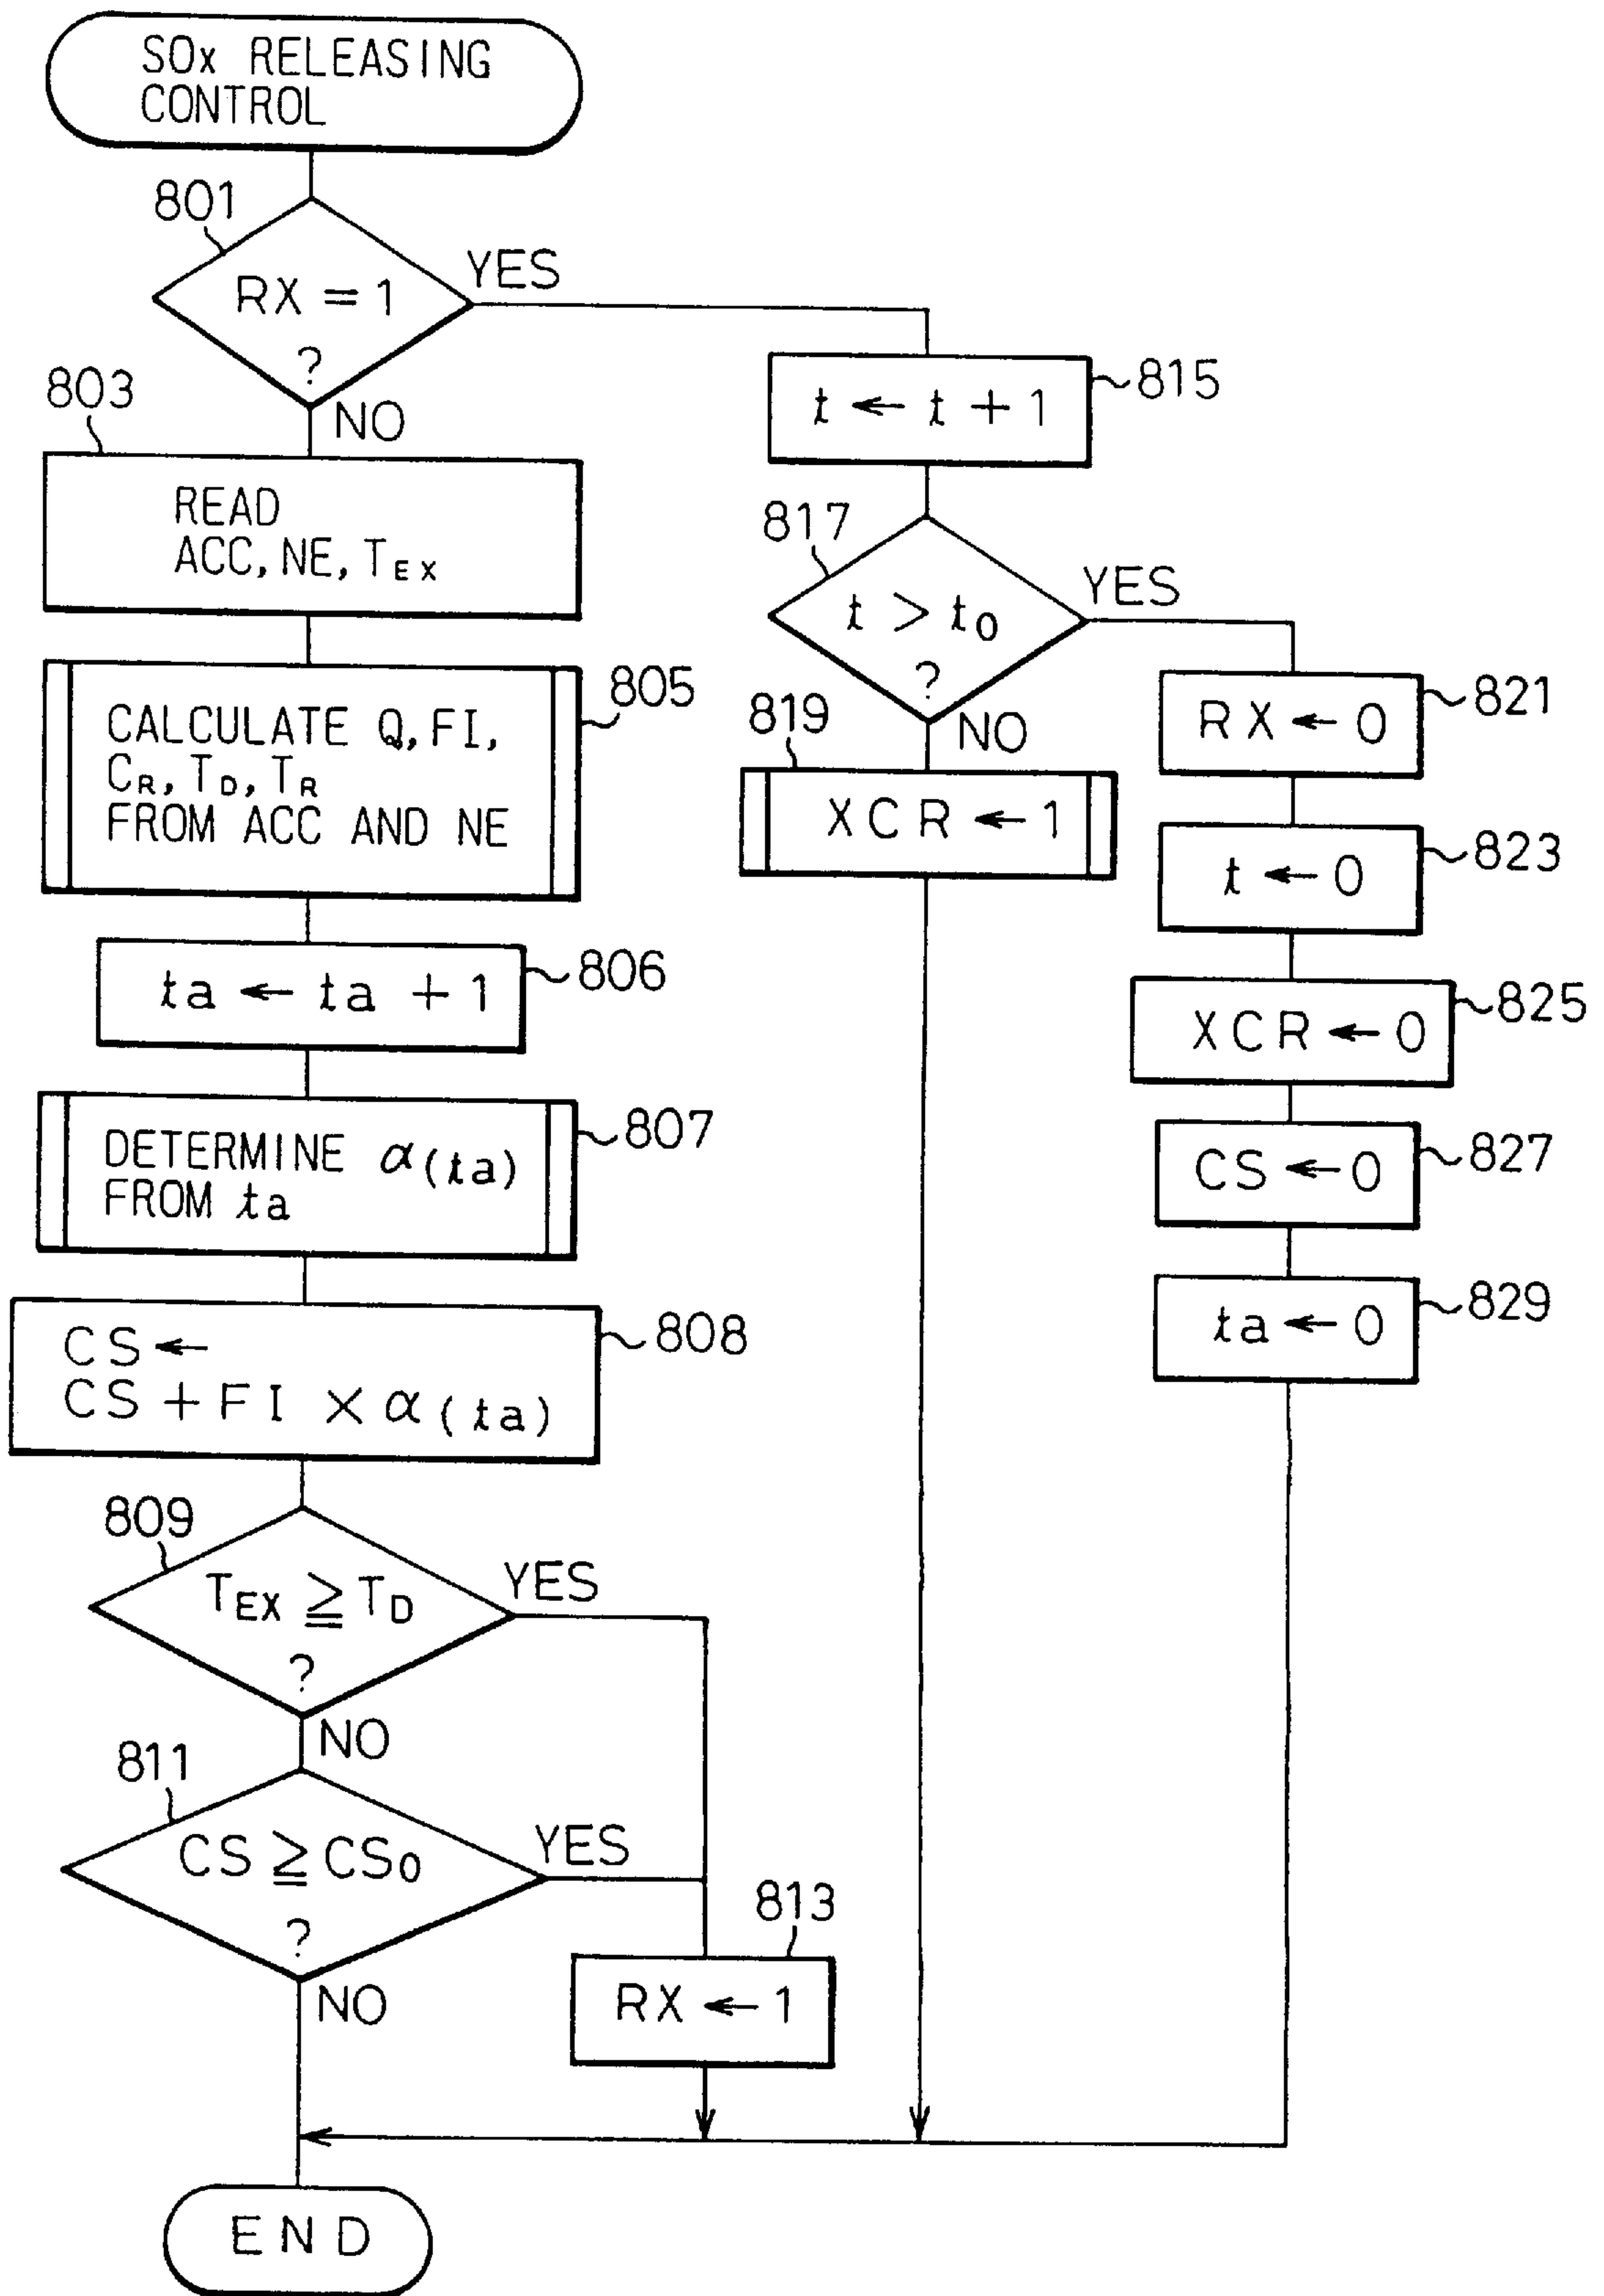 SOx RELEASING
CONTROL
801
RX = 1
?
YES
NO
803
READ
ACC, NE, TEX
805
CALCULATE Q, FI,
CR, TD, TR
FROM ACC AND NE
806
ta ← ta + 1
807
DETERMINE α(ta)
FROM ta
808
CS ←
CS + FI × α(ta)
809
TEX ≧ TD
?
YES
NO
811
CS ≧ CS0
?
YES
NO
813
RX ← 1
815
t ← t + 1
817
t > t0
?
YES
NO
819
XCR ← 1
821
RX ← 0
823
t ← 0
825
XCR ← 0
827
CS ← 0
829
ta ← 0
END